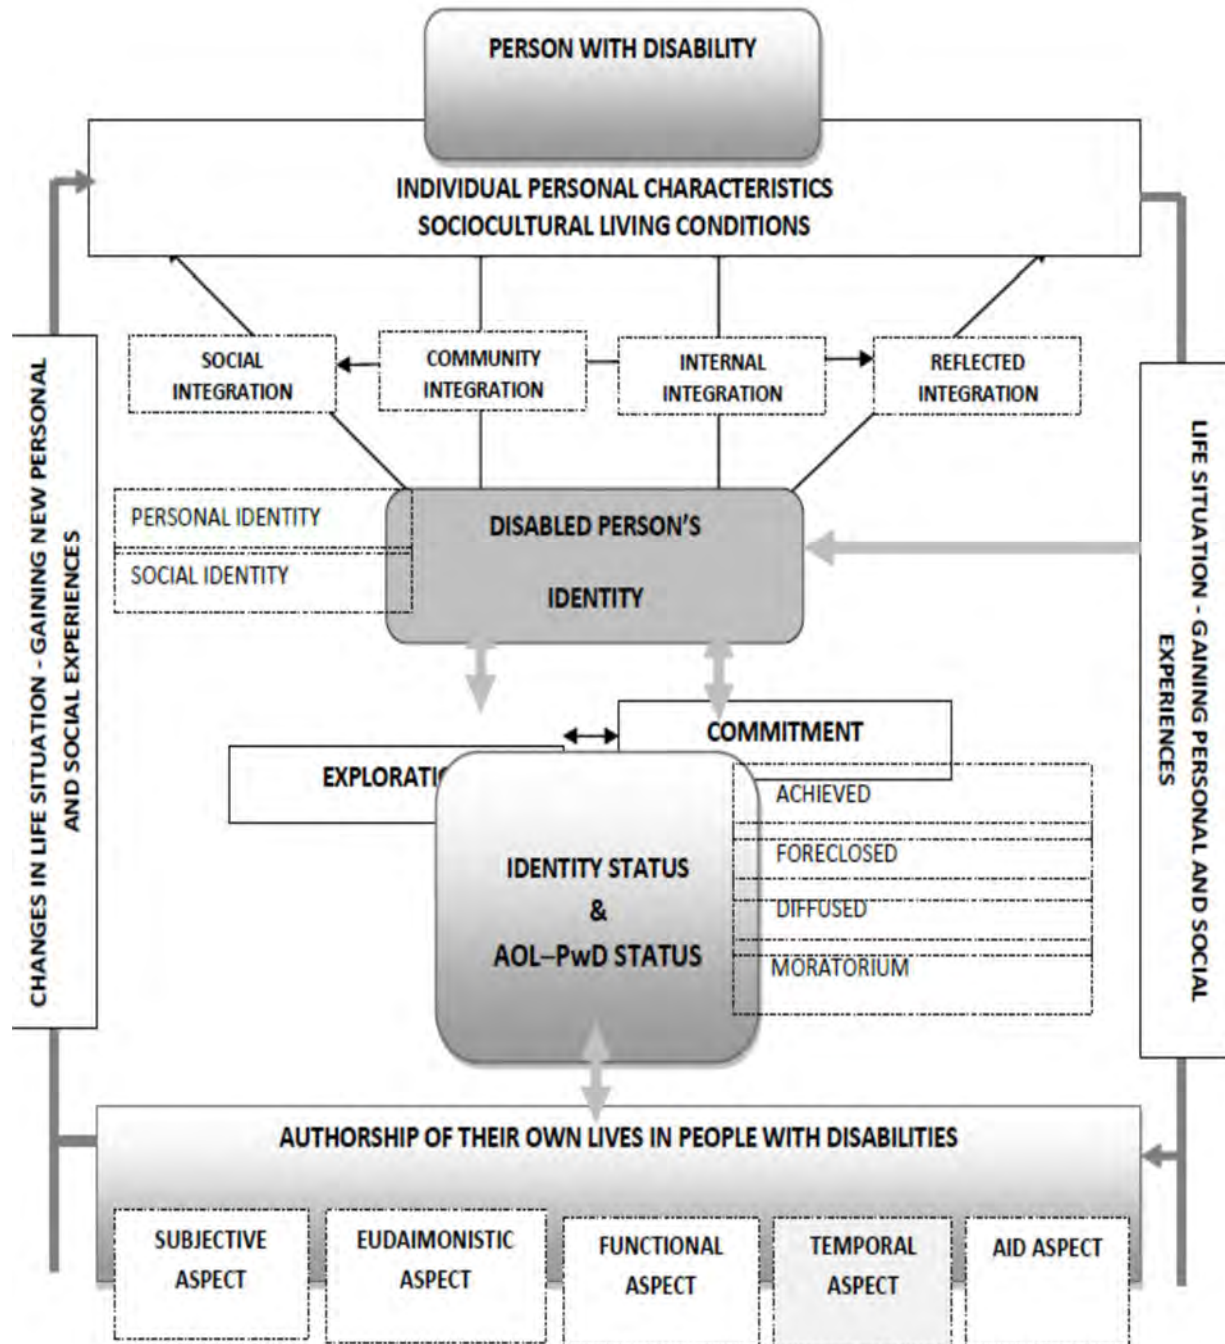 PERSON WITH DISABILITY
INDIVIDUAL PERSONAL CHARACTERISTICS
SOCIOCULTURAL LIVING CONDITIONS
SOCIAL
INTEGRATION
COMMUNITY
INTEGRATION
INTERNAL
INTEGRATION
REFLECTED
INTEGRATION
PERSONAL IDENTITY
SOCIAL IDENTITY
DISABLED PERSON'S
IDENTITY
CHANGES IN LIFE SITUATION - GAINING NEW PERSONAL
AND SOCIAL EXPERIENCES
LIFE SITUATION - GAINING PERSONAL AND SOCIAL
EXPERIENCES
COMMITMENT
EXPLORATIO
ACHIEVED
FORECLOSED
DIFFUSED
MORATORIUM
IDENTITY STATUS
&
AOL–PwD STATUS
AUTHORSHIP OF THEIR OWN LIVES IN PEOPLE WITH DISABILITIES
SUBJECTIVE
ASPECT
EUDAIMONISTIC
ASPECT
FUNCTIONAL
ASPECT
TEMPORAL
ASPECT
AID ASPECT